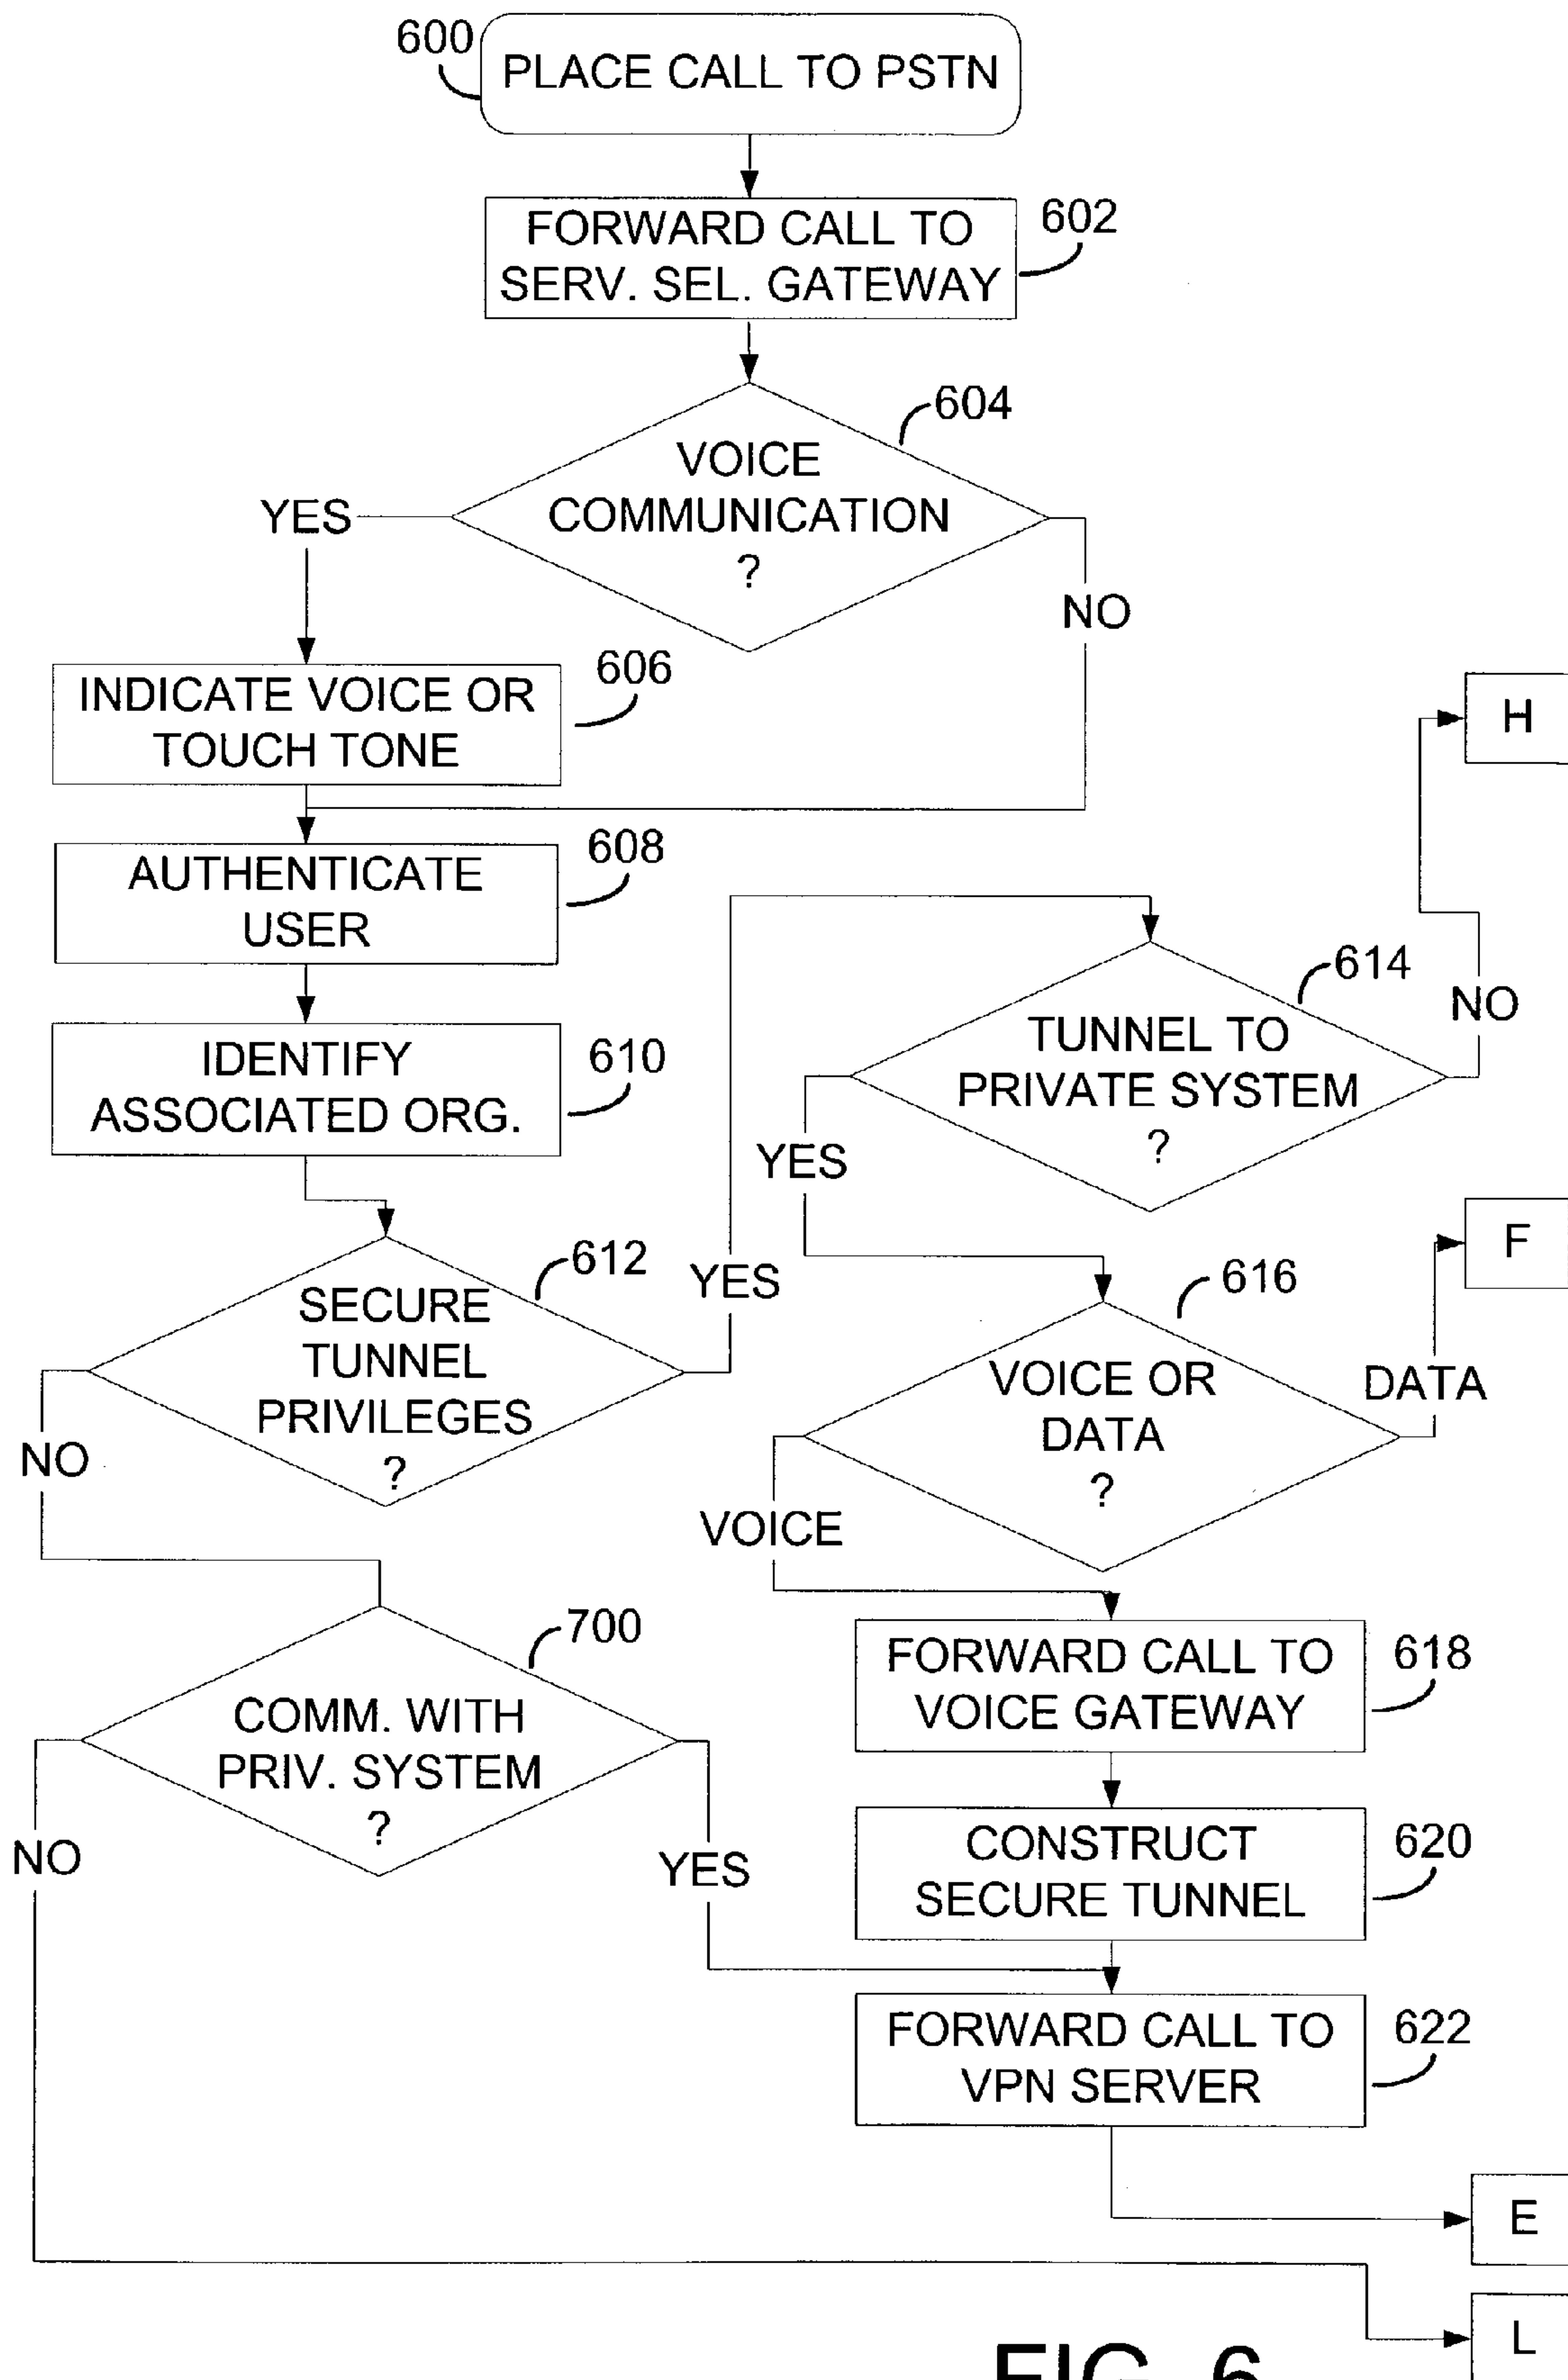 600
PLACE CALL TO PSTN
FORWARD CALL TO
SERV. SEL. GATEWAY
602
604
VOICE
COMMUNICATION
?
YES
NO
INDICATE VOICE OR
TOUCH TONE
606
H
AUTHENTICATE
USER
608
614
TUNNEL TO
PRIVATE SYSTEM
?
NO
YES
IDENTIFY
ASSOCIATED ORG.
610
F
612
SECURE
TUNNEL
PRIVILEGES
?
YES
NO
616
VOICE OR
DATA
?
DATA
VOICE
700
COMM. WITH
PRIV. SYSTEM
?
NO
YES
FORWARD CALL TO
VOICE GATEWAY
618
CONSTRUCT
SECURE TUNNEL
620
FORWARD CALL TO
VPN SERVER
622
E
L
FIG. 6